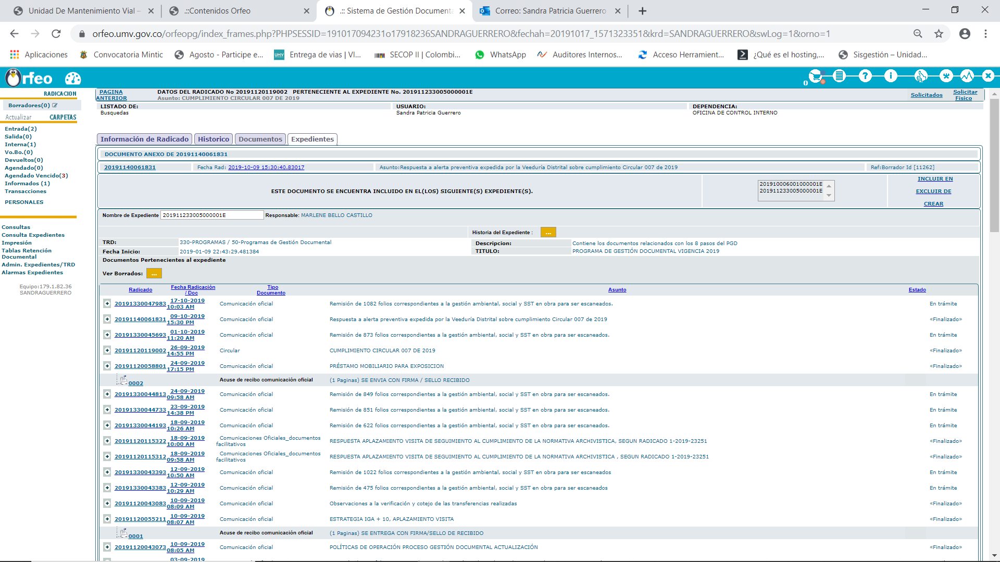 Unidad De Mantenimiento Vial –
.::Contenidos Orfeo
.:: Sistema de Gestión Documenta
Correo: Sandra Patricia Guerrero
orfeo.umv.gov.co/orfeopg/index_frames.php?PHPSESSID=191017094231o17918236SANDRAGUERRERO&fechah=20191017_1571323351&krd=SANDRAGUERRERO&swLog=1&orno=1
Aplicaciones
Convocatoria Mintic
Agosto - Participe e...
UMV
Entrega de vias | VI...
SECOP II | Colombi...
WhatsApp
Auditores Internos...
Acceso Herramient...
¿Qué es el hosting,...
Sisgestión – Unidad...
Orfeo
0
RADICACION
Borradores(0)
Actualizar CARPETAS
Entrada(2)
Salida(0)
Interna(1)
Vo.Bo.(0)
Devueltos(0)
Agendado(0)
Agendado Vencido(3)
Informados (1)
Transacciones
PERSONALES
Consultas
Consulta Expedientes
Impresión
Tablas Retención
Documental
Admin. Expedientes/TRD
Alarmas Expedientes
Equipo:179.1.82.36
SANDRAGUERRERO
PAGINA
ANTERIOR
DATOS DEL RADICADO No 20191120119002 PERTENECIENTE AL EXPEDIENTE No. 201911233005000001E
Asunto: CUMPLIMIENTO CIRCULAR 007 DE 2019
Solicitados
Solicitar
Fisico
LISTADO DE:
Busquedas
USUARIO:
Sandra Patricia Guerrero
DEPENDENCIA:
OFICINA DE CONTROL INTERNO
Información de Radicado
Historico
Documentos
Expedientes
DOCUMENTO ANEXO DE 20191140061831
20191140061831 Fecha Rad: 2019-10-09 15:30:40.83017 Asunto:Respuesta a alerta preventiva expedida por la Veeduría Distrital sobre cumplimiento Circular 007 de 2019 Ref:Borrador Id [11262]
ESTE DOCUMENTO SE ENCUENTRA INCLUIDO EN EL(LOS) SIGUIENTE(S) EXPEDIENTE(S).
201910006001000001E
201911233005000001E
INCLUIR EN
EXCLUIR DE
CREAR
Nombre de Expediente 201911233005000001E Responsable: MARLENE BELLO CASTILLO
Historia del Expediente : ...
TRD: 330-PROGRAMAS / 50-Programas de Gestión Documental
Descripcion: Contiene los documentos relacionados con los 8 pasos del PGD
Fecha Inicio: 2019-01-09 22:43:29.481384
TITULO: PROGRAMA DE GESTIÓN DOCUMENTAL VIGENCIA 2019
Documentos Pertenecientes al expediente
Ver Borrados: ...
Radicado
Fecha Radicación
/ Doc
Tipo
Documento
Asunto
Estado
20191330047983 17-10-2019 10:03 AM Comunicación oficial Remisión de 1082 folios correspondientes a la gestión ambiental, social y SST en obra para ser escaneados. En trámite
20191140061831 09-10-2019 15:30 PM Comunicación oficial Respuesta a alerta preventiva expedida por la Veeduría Distrital sobre cumplimiento Circular 007 de 2019 «Finalizado»
20191330045693 01-10-2019 11:20 AM Comunicación oficial Remisión de 873 folios correspondientes a la gestión ambiental, social y SST en obra para ser escaneados. En trámite
20191120119002 26-09-2019 14:55 PM Circular CUMPLIMIENTO CIRCULAR 007 DE 2019 «Finalizado»
20191120058801 24-09-2019 17:15 PM Comunicación oficial PRÉSTAMO MOBILIARIO PARA EXPOSICION «Finalizado»
0002 Acuse de recibo comunicación oficial (1 Paginas) SE ENVIA CON FIRMA / SELLO RECIBIDO
20191330044813 24-09-2019 09:58 AM Comunicación oficial Remisión de 849 folios correspondientes a la gestión ambiental, social y SST en obra para ser escaneados. En trámite
20191330044733 23-09-2019 14:38 PM Comunicación oficial Remisión de 851 folios correspondientes a la gestión ambiental, social y SST en obra para ser escaneados. En trámite
20191330044193 18-09-2019 10:26 AM Comunicación oficial Remisión de 622 folios correspondientes a la gestión ambiental, social y SST en obra para ser escaneados. En trámite
20191120115322 18-09-2019 10:00 AM Comunicaciones Oficiales_documentos facilitativos RESPUESTA APLAZAMIENTO VISITA DE SEGUIMIENTO AL CUMPLIMIENTO DE LA NORMATIVA ARCHIVISTICA, SEGUN RADICADO 1-2019-23251 «Finalizado»
20191120115312 18-09-2019 09:58 AM Comunicaciones Oficiales_documentos facilitativos RESPUESTA APLAZAMIENTO VISITA DE SEGUIMIENTO AL CUMPLIMIENTO DE LA NORMATIVA ARCHIVISTICA , SEGUN RADICADO 1-2019-23251 «Finalizado»
20191330043393 12-09-2019 10:50 AM Comunicación oficial Remisión de 1022 folios correspondientes a la gestión ambiental, social y SST en obra para ser escaneados En trámite
20191330043383 12-09-2019 10:29 AM Comunicación oficial Remisión de 475 folios correspondientes a la gestión ambiental, social y SST en obra para ser escaneados En trámite
20191120043083 10-09-2019 08:09 AM Comunicación oficial Observaciones a la verificación y cotejo de las transferencias realizadas «Finalizado»
20191120055211 10-09-2019 08:07 AM Comunicación oficial ESTRATEGIA IGA + 10, APLAZAMIENTO VISITA «Finalizado»
0001 Acuse de recibo comunicación oficial (1 Paginas) SE ENTREGA CON FIRMA/SELLO DE RECIBIDO
20191120043073 10-09-2019 08:05 AM Comunicación oficial POLÍTICAS DE OPERACIÓN PROCESO GESTIÓN DOCUMENTAL ACTUALIZACIÓN «Finalizado»
03-09-2019